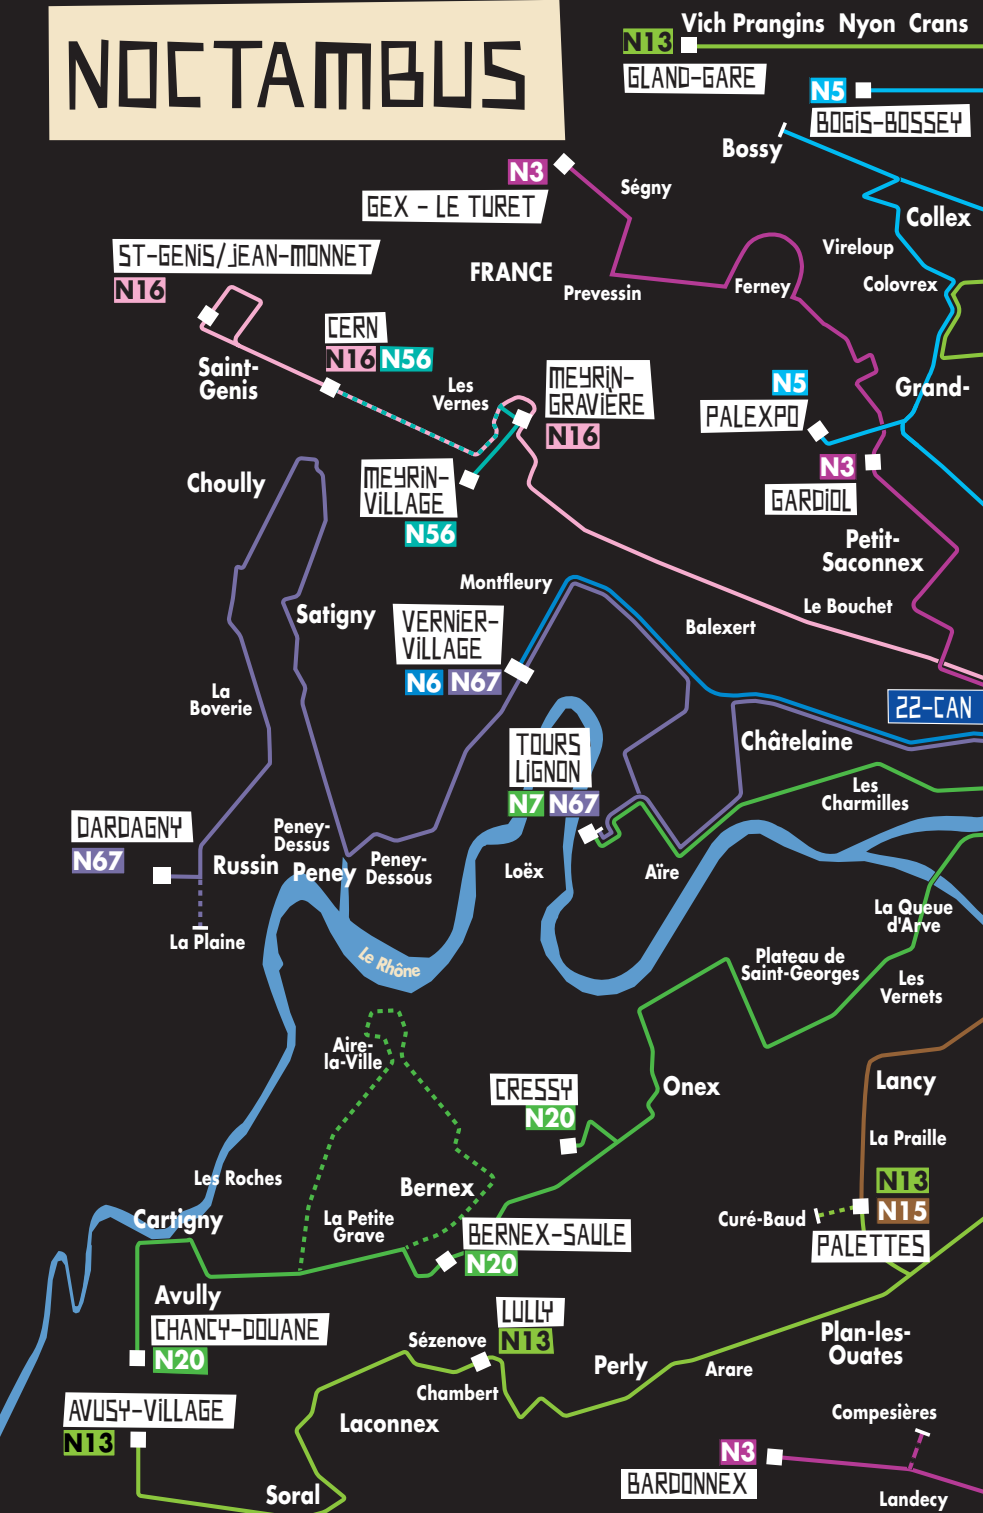 NOCTAMBUS
Vich Prangins Nyon Crans
N13
GLAND-GARE
N5
BOGiS-BOSSEY
Bossy
N3
GEX - LE TURET
Ségny
Collex
Vireloup
ST-GENiS/jEAN-MONNET
N16
FRANCE
Prevessin
Ferney
Colovrex
CERN
N16 N56
Saint-
Genis
Les
Vernes
MEYRiN-
GRAViÈRE
N16
N5
PALEXPO
Grand-
N3
GARDiOL
Choully
MEYRiN-
ViLLAGE
N56
Petit-
Saconnex
Montfleury
Le Bouchet
Satigny
VERNiER-
ViLLAGE
N6 N67
Balexert
La
Boverie
22-CAN
TOURS
LiGNON
N7 N67
Châtelaine
Les
Charmilles
DARDAGNY
N67
Peney-
Dessus
Russin
Peney
Peney-
Dessous
Loëx
Aïre
La Plaine
Le Rhône
La Queue
d'Arve
Plateau de
Saint-Georges
Les
Vernets
Aire-
la-Ville
CRESSY
N20
Onex
Lancy
La Praille
Les Roches
Bernex
N13
N15
Cartigny
La Petite
Grave
Curé-Baud
PALETTES
BERNEX-SAULE
N20
Avully
CHANCY-DOUANE
N20
LULLY
N13
Sézenove
Perly
Arare
Plan-les-
Ouates
Chambert
AVUSY-ViLLAGE
N13
Laconnex
Compesières
N3
BARDONNEX
Soral
Landecy